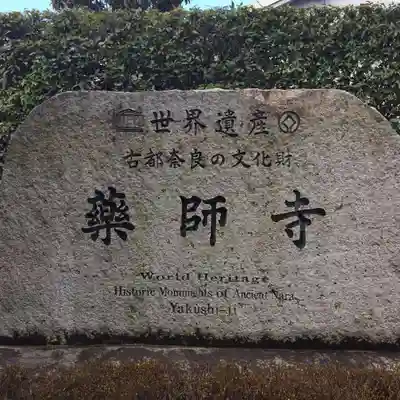 世界遺産
古都奈良の文化財
藥師寺
World Heritage
Historic Monuments of Ancient Nara
Yakushi-ji